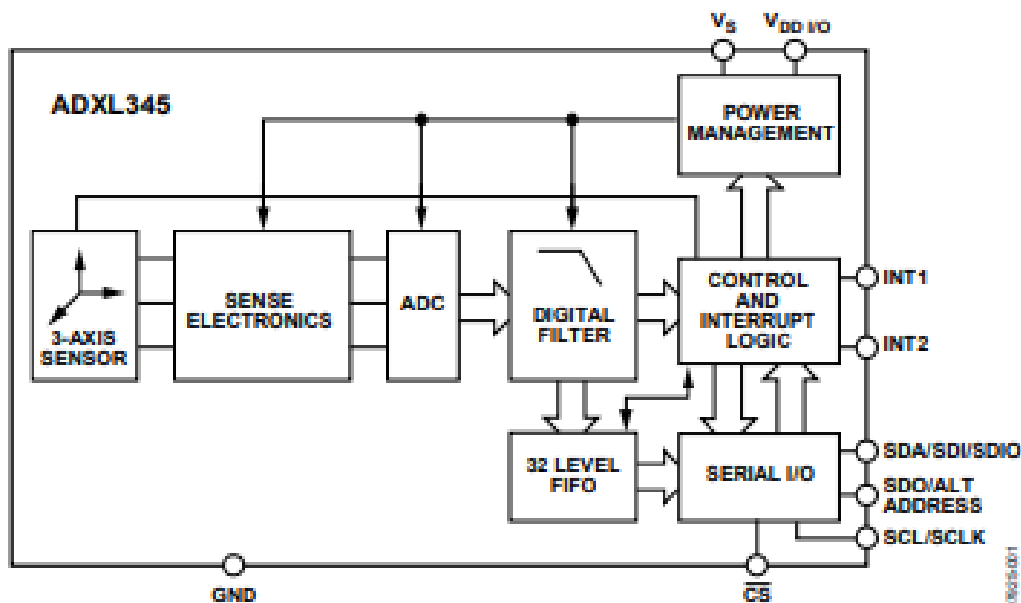 VS
VDD I/O
ADXL345
POWER
MANAGEMENT
3-AXIS
SENSOR
SENSE
ELECTRONICS
ADC
DIGITAL
FILTER
CONTROL
AND
INTERRUPT
LOGIC
INT1
INT2
32 LEVEL
FIFO
SERIAL I/O
SDA/SDI/SDIO
SDO/ALT
ADDRESS
SCL/SCLK
GND
CS